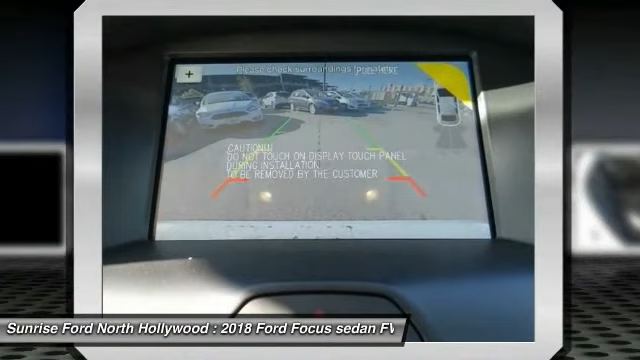 +
Please check surroundings for safety
CAUTION!!
DO NOT TOUCH ON DISPLAY TOUCH PANEL
DURING INSTALLATION.
TO BE REMOVED BY THE CUSTOMER
Sunrise Ford North Hollywood : 2018 Ford Focus sedan FV